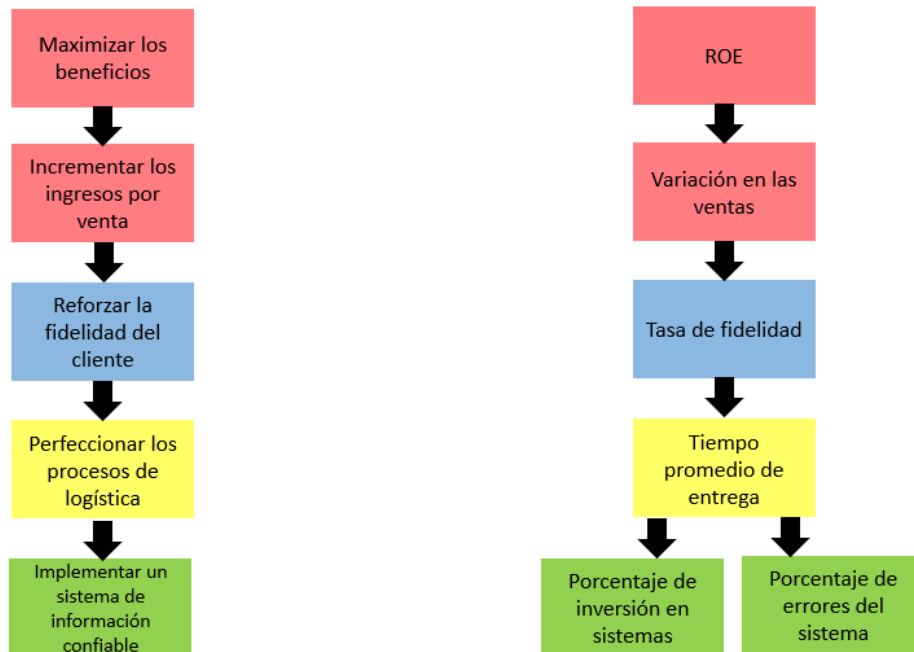 Maximizar los
beneficios
ROE
Incrementar los
ingresos por
venta
Variación en las
ventas
Reforzar la
fidelidad del
cliente
Tasa de fidelidad
Perfeccionar los
procesos de
logística
Tiempo
promedio de
entrega
Implementar un
sistema de
información
confiable
Porcentaje de
inversión en
sistemas
Porcentaje de
errores del
sistema